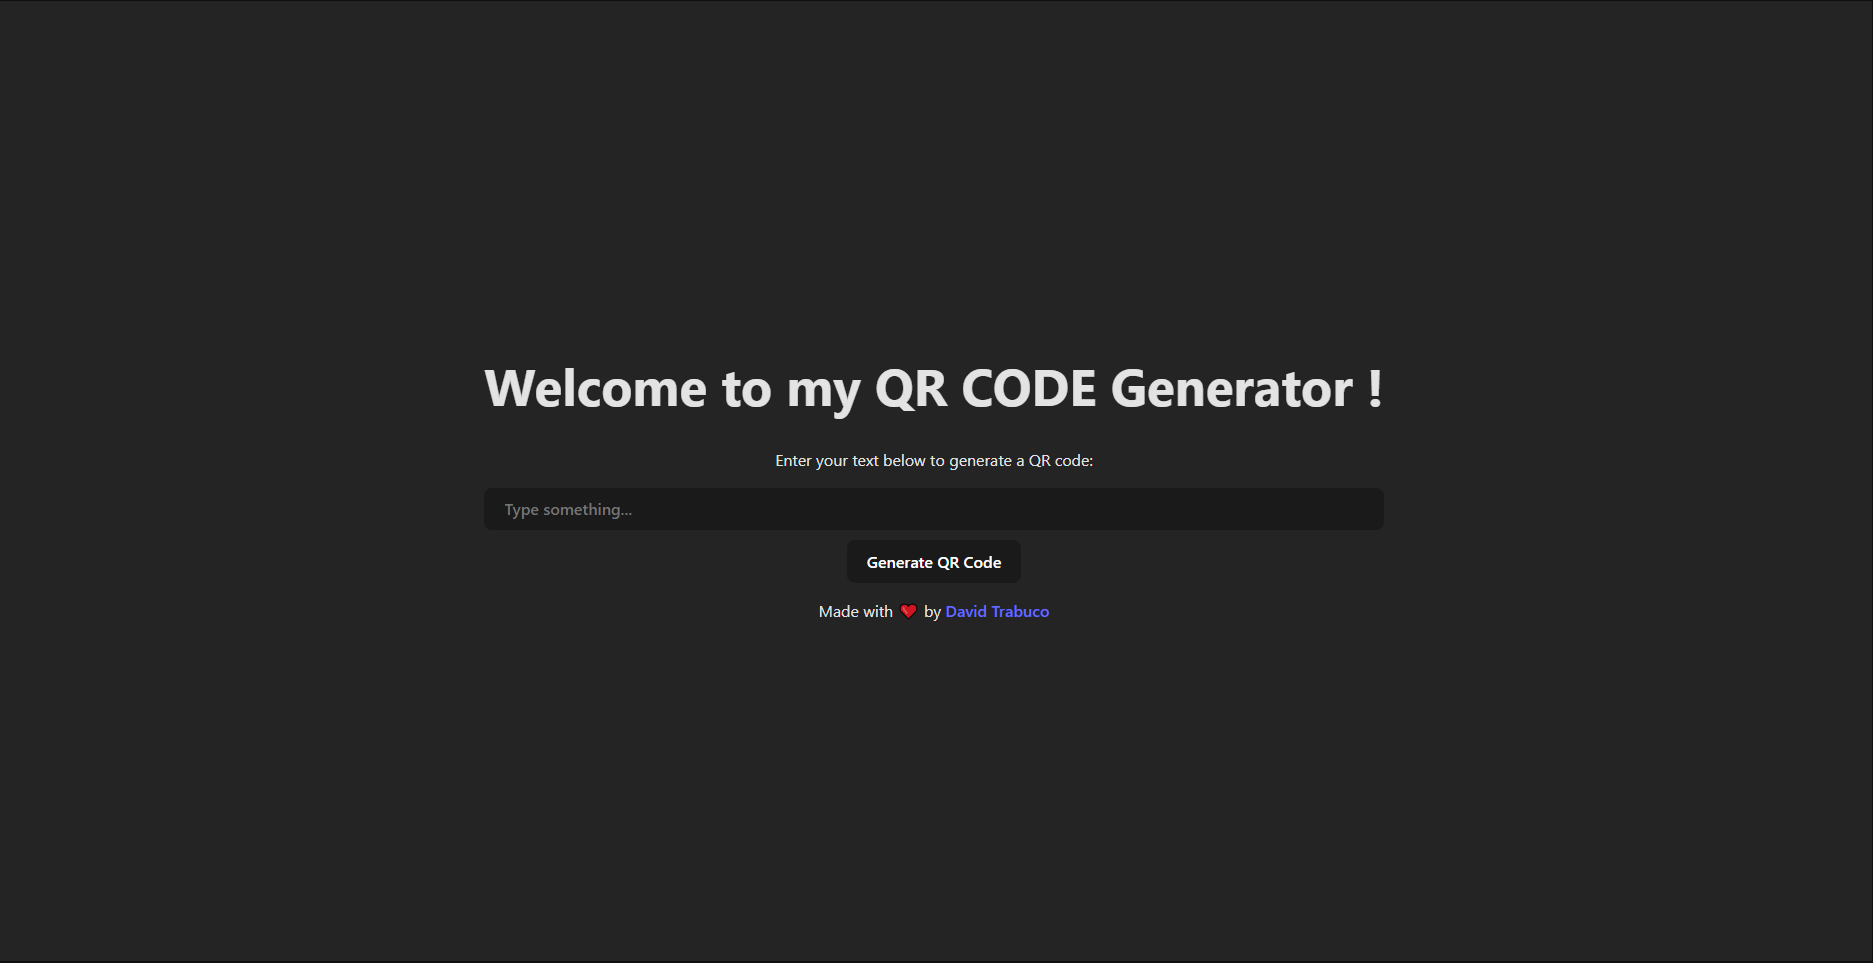 Welcome to my QR CODE Generator !
Enter your text below to generate a QR code:
Type something...
Generate QR Code
Made with ❤️ by David Trabuco